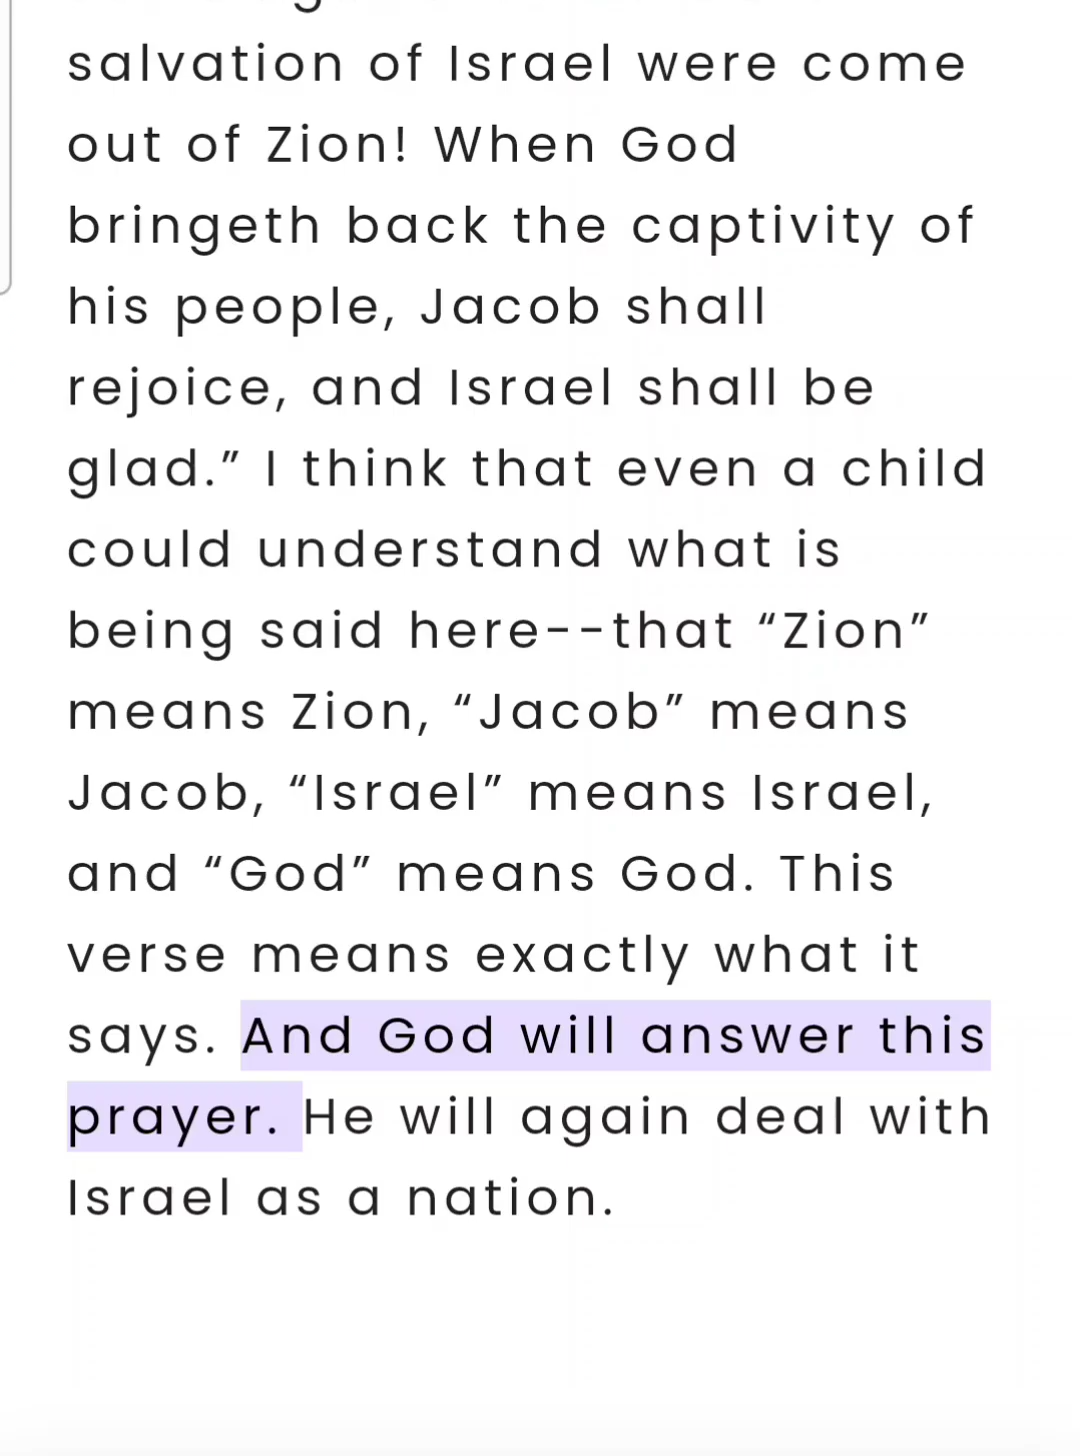 salvation of Israel were come
out of Zion! When God
bringeth back the captivity of
his people, Jacob shall
rejoice, and Israel shall be
glad.” I think that even a child
could understand what is
being said here--that “Zion”
means Zion, “Jacob” means
Jacob, “Israel” means Israel,
and “God” means God. This
verse means exactly what it
says. And God will answer this
prayer. He will again deal with
Israel as a nation.